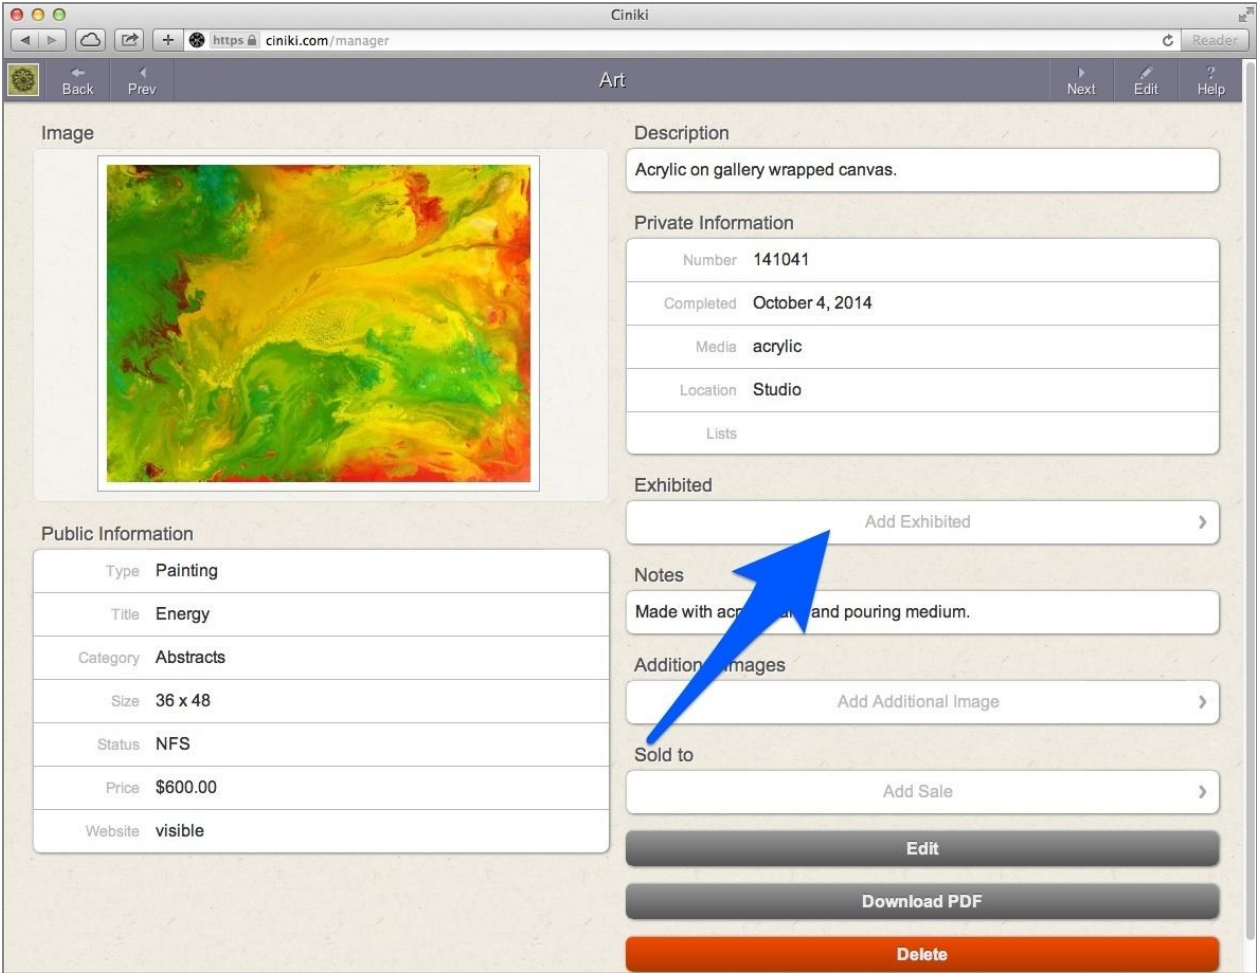 Ciniki
https ciniki.com/manager
Reader
Back
Prev
Art
Next
Edit
? Help
Image
Public Information
Type Painting
Title Energy
Category Abstracts
Size 36 x 48
Status NFS
Price $600.00
Website visible
Description
Acrylic on gallery wrapped canvas.
Private Information
Number 141041
Completed October 4, 2014
Media acrylic
Location Studio
Lists
Exhibited
Add Exhibited
Notes
Made with and pouring medium.
Additional Images
Add Additional Image
Sold to
Add Sale
Edit
Download PDF
Delete